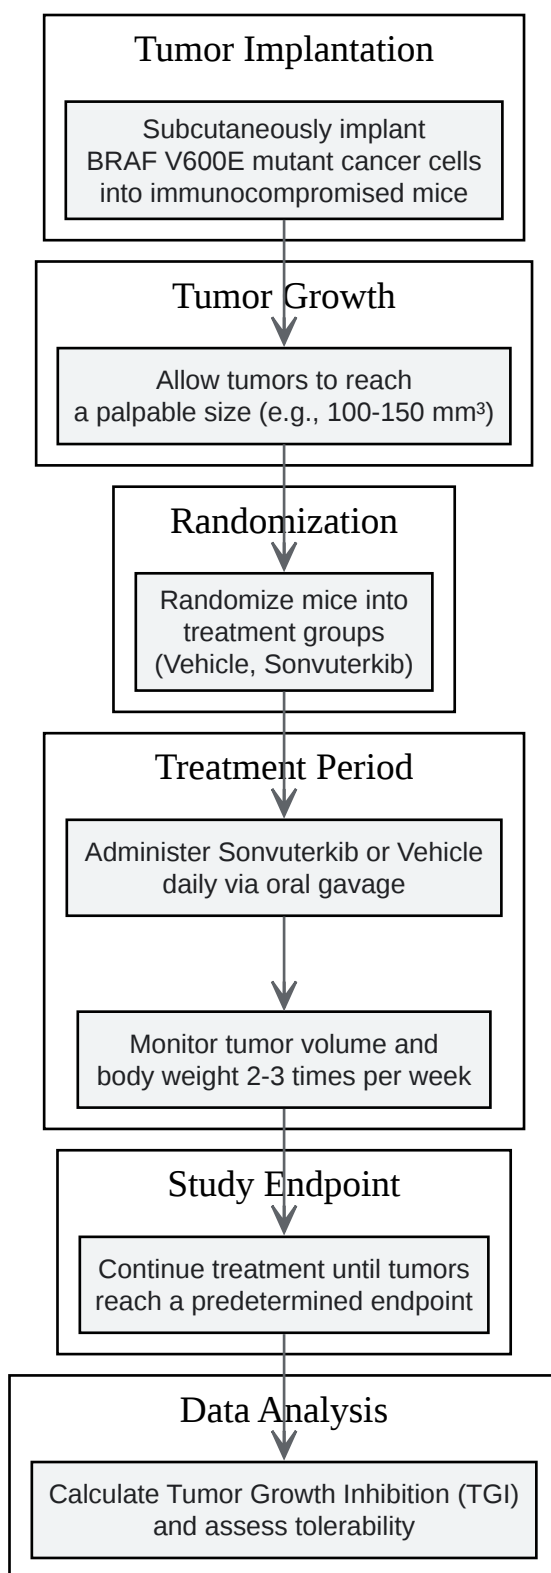 Tumor Implantation
Subcutaneously implant
BRAF V600E mutant cancer cells
into immunocompromised mice
Tumor Growth
Allow tumors to reach
a palpable size (e.g., 100-150 mm³)
Randomization
Randomize mice into
treatment groups
(Vehicle, Sonvuterkib)
Treatment Period
Administer Sonvuterkib or Vehicle
daily via oral gavage
Monitor tumor volume and
body weight 2-3 times per week
Study Endpoint
Continue treatment until tumors
reach a predetermined endpoint
Data Analysis
Calculate Tumor Growth Inhibition (TGI)
and assess tolerability